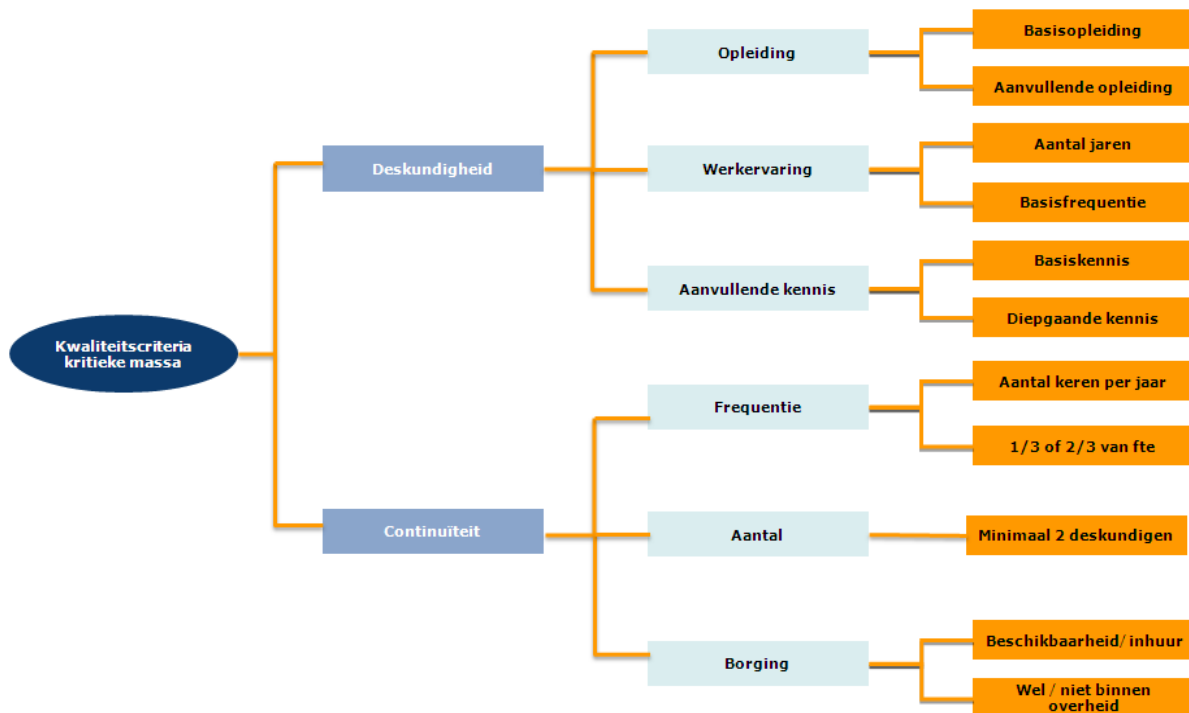 Kwaliteitscriteria
kritieke massa
Deskundigheid
Opleiding
Basisopleiding
Aanvullende opleiding
Werkervaring
Aantal jaren
Basisfrequentie
Aanvullende kennis
Basiskennis
Diepgaande kennis
Continuïteit
Frequentie
Aantal keren per jaar
1/3 of 2/3 van fte
Aantal
Minimaal 2 deskundigen
Borging
Beschikbaarheid/ inhuur
Wel / niet binnen
overheid